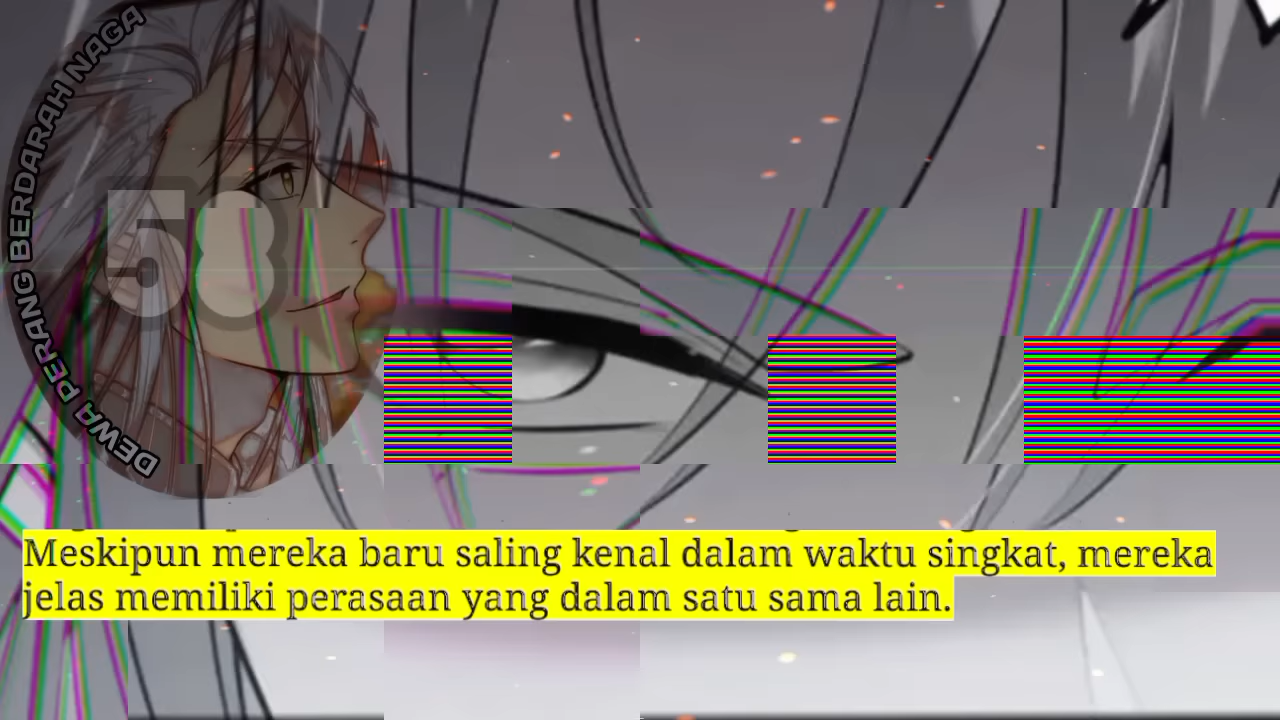 DEWA PERANG BERDARAH NAGA
58
Meskipun mereka baru saling kenal dalam waktu singkat, mereka
jelas memiliki perasaan yang dalam satu sama lain.